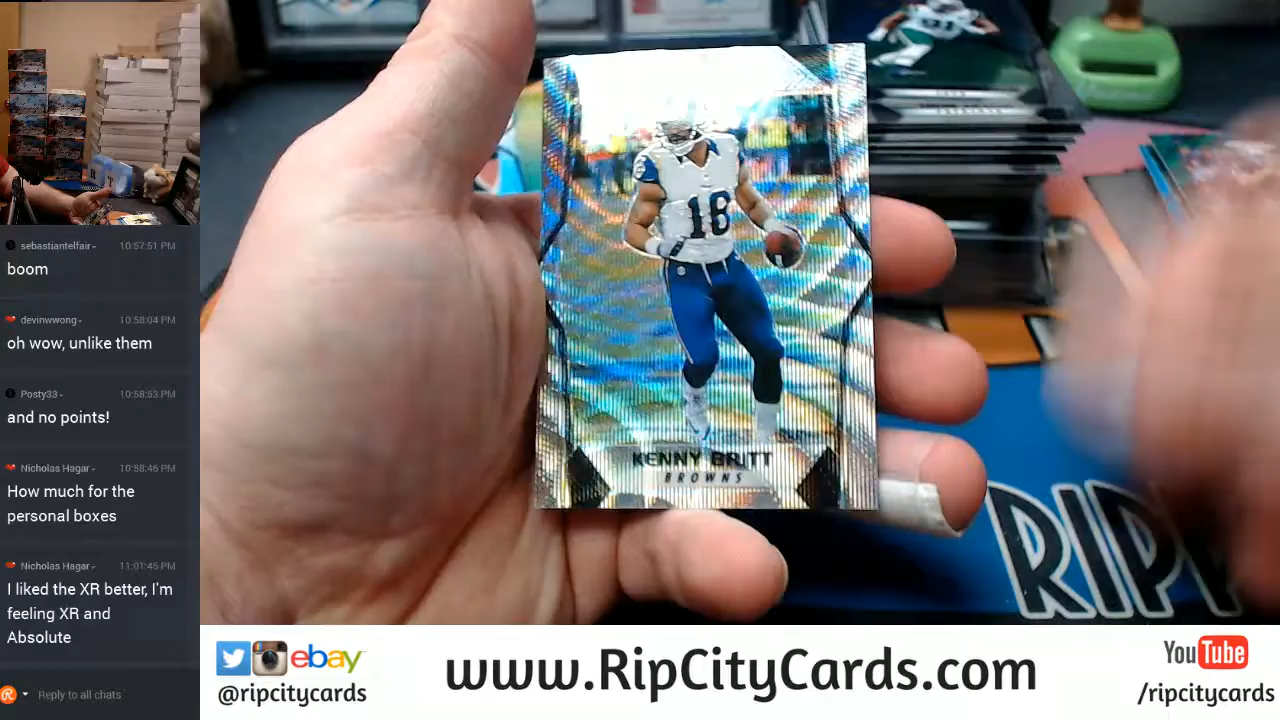 sebastiantelfair
10:57:51 PM
boom
devinwwong
10:58:04 PM
oh wow, unlike them
Posty33
10:58:53 PM
and no points!
Nicholas Hagar
10:58:46 PM
How much for the
personal boxes
Nicholas Hagar
11:01:45 PM
I liked the XR better, I'm
feeling XR and
Absolute
Reply to all chats
18
KENNY BRITT
BROWNS
RIP
ebay
@ripcitycards
www.RipCityCards.com
YouTube
/ripcitycards